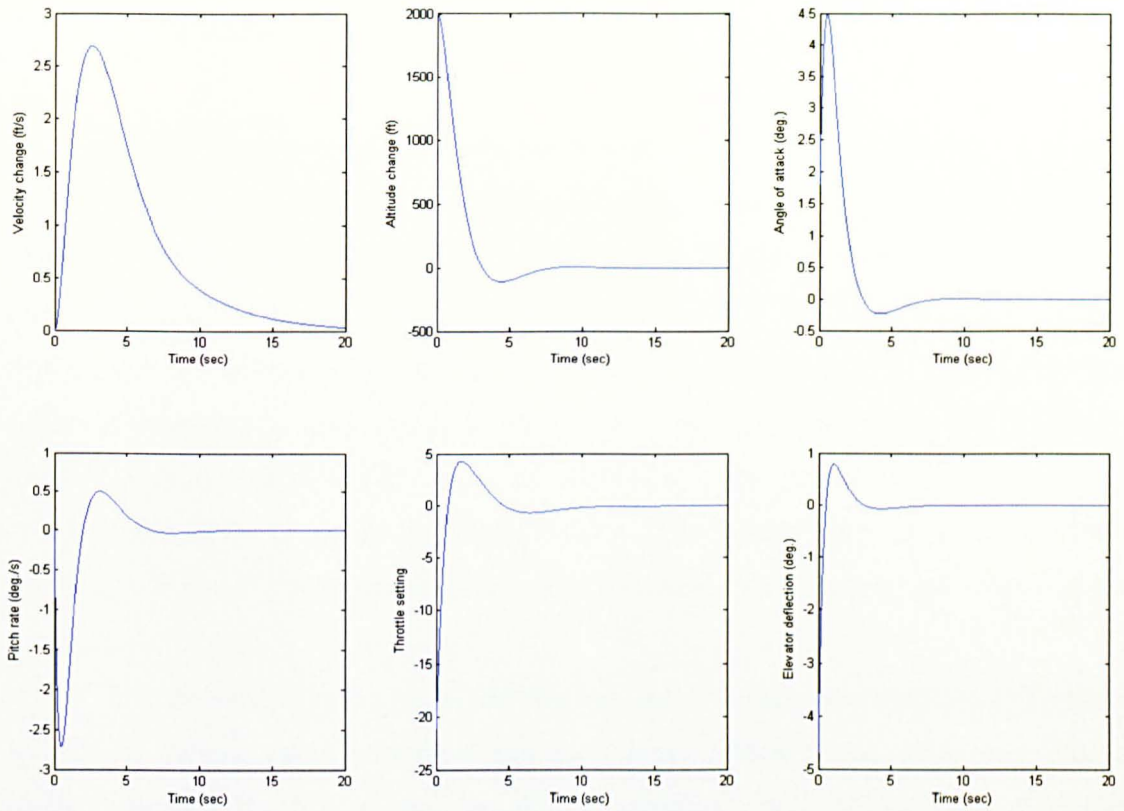 Velocity change (ft/s)
3
2.5
2
1.5
1
0.5
0
0 5 10 15 20
Time (sec)
Altitude change (ft)
2000
1500
1000
500
0
-500
0 5 10 15 20
Time (sec)
Angle of attack (deg.)
4.5
4
3.5
3
2.5
2
1.5
1
0.5
0
-0.5
0 5 10 15 20
Time (sec)
Pitch rate (deg./s)
1
0.5
0
-0.5
-1
-1.5
-2
-2.5
-3
0 5 10 15 20
Time (sec)
Throttle setting
5
0
-5
-10
-15
-20
-25
0 5 10 15 20
Time (sec)
Elevator deflection (deg.)
1
0
-1
-2
-3
-4
-5
0 5 10 15 20
Time (sec)